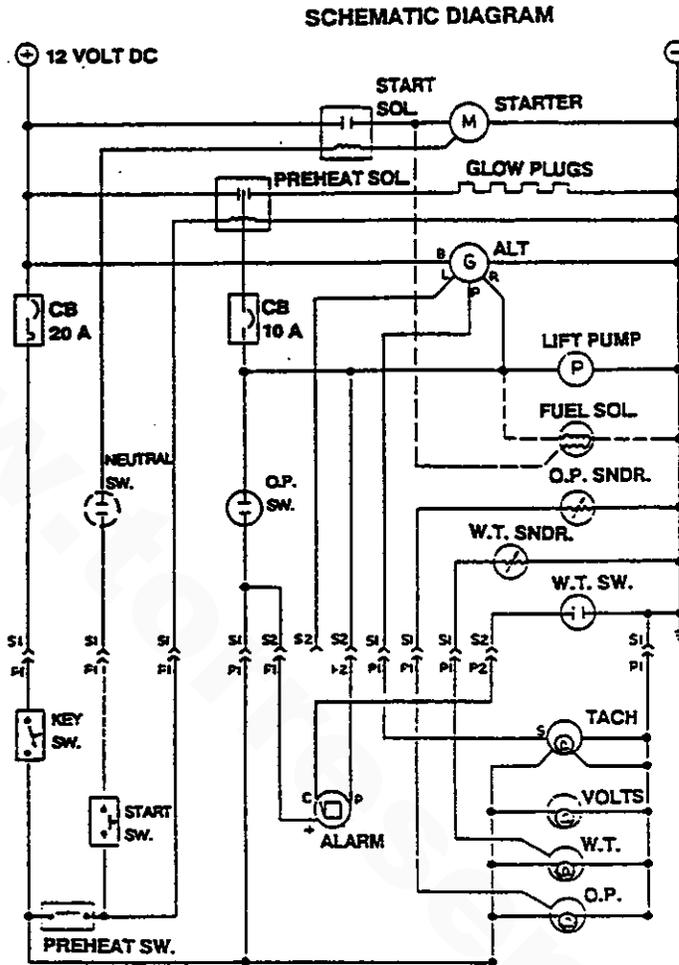 SCHEMATIC DIAGRAM
+ 12 VOLT DC
−
START
SOL.
M
STARTER
PREHEAT SOL.
GLOW PLUGS
B
G
ALT
L
P
R
CB
20 A
CB
10 A
LIFT PUMP
P
FUEL SOL.
NEUTRAL
SW.
O.P.
SW.
O.P. SNDR.
W.T. SNDR.
W.T. SW.
S1
S1
S1
S1
S2
S2
S2
S1
S1
S1
S2
S1
P1
P1
P1
P1
P1
P1
P1
P1
P2
P1
KEY
SW.
S
TACH
START
SW.
C
P
+
ALARM
VOLTS
W.T.
O.P.
PREHEAT SW.